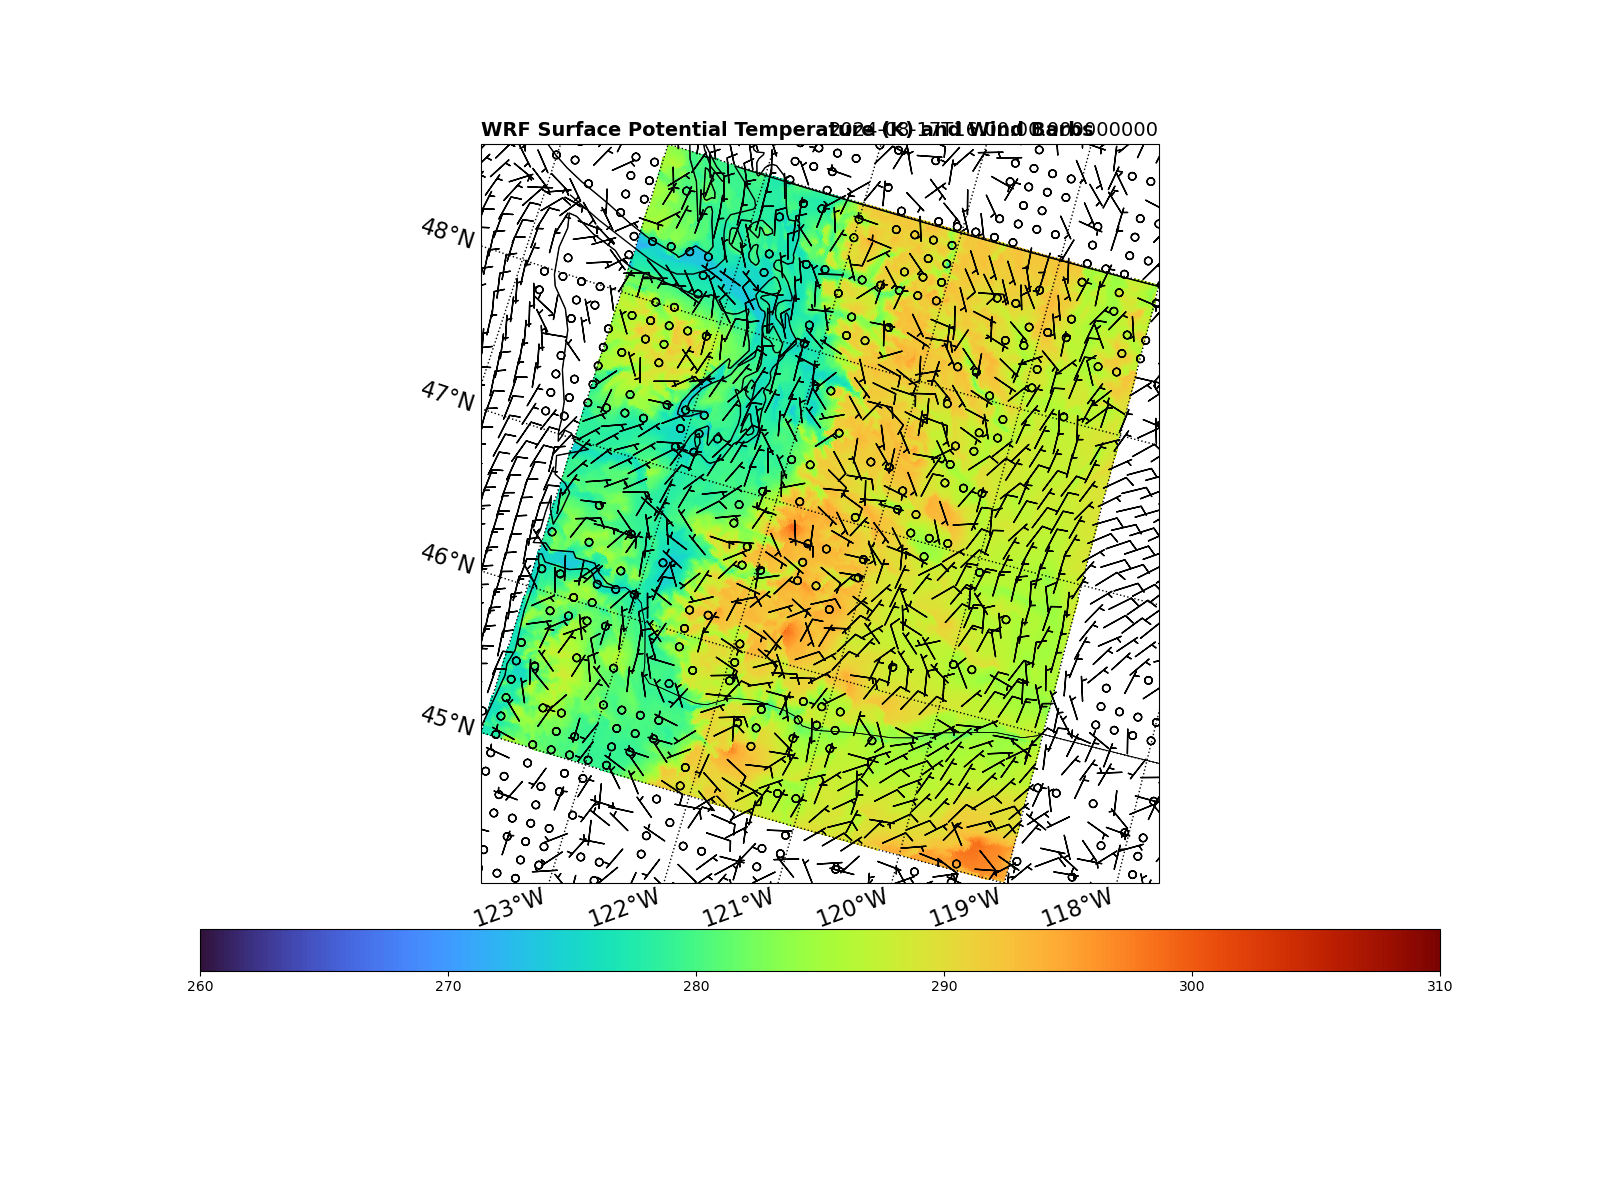 WRF Surface Potential Temperature (K) and Wind Barbs
48°N
47°N
46°N
45°N
123°W 122°W 121°W 120°W 119°W 118°W
260 270 280 290 300 310